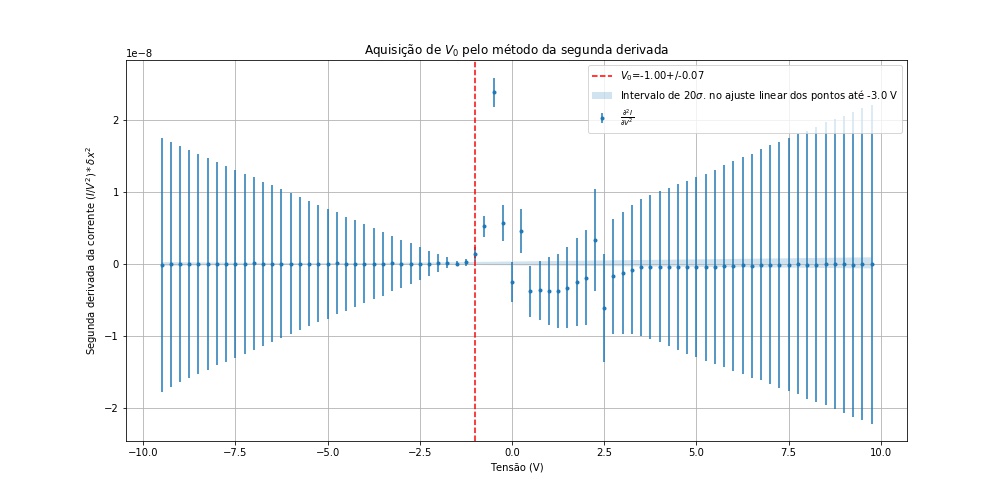 Aquisição de V₀ pelo método da segunda derivada
1e−8
V₀=-1.00+/-0.07
Intervalo de 20σ. no ajuste linear dos pontos até -3.0 V
∂²I/∂V²
Segunda derivada da corrente (I/V²)*δx²
2
1
0
−1
−2
−10.0 −7.5 −5.0 −2.5 0.0 2.5 5.0 7.5 10.0
Tensão (V)